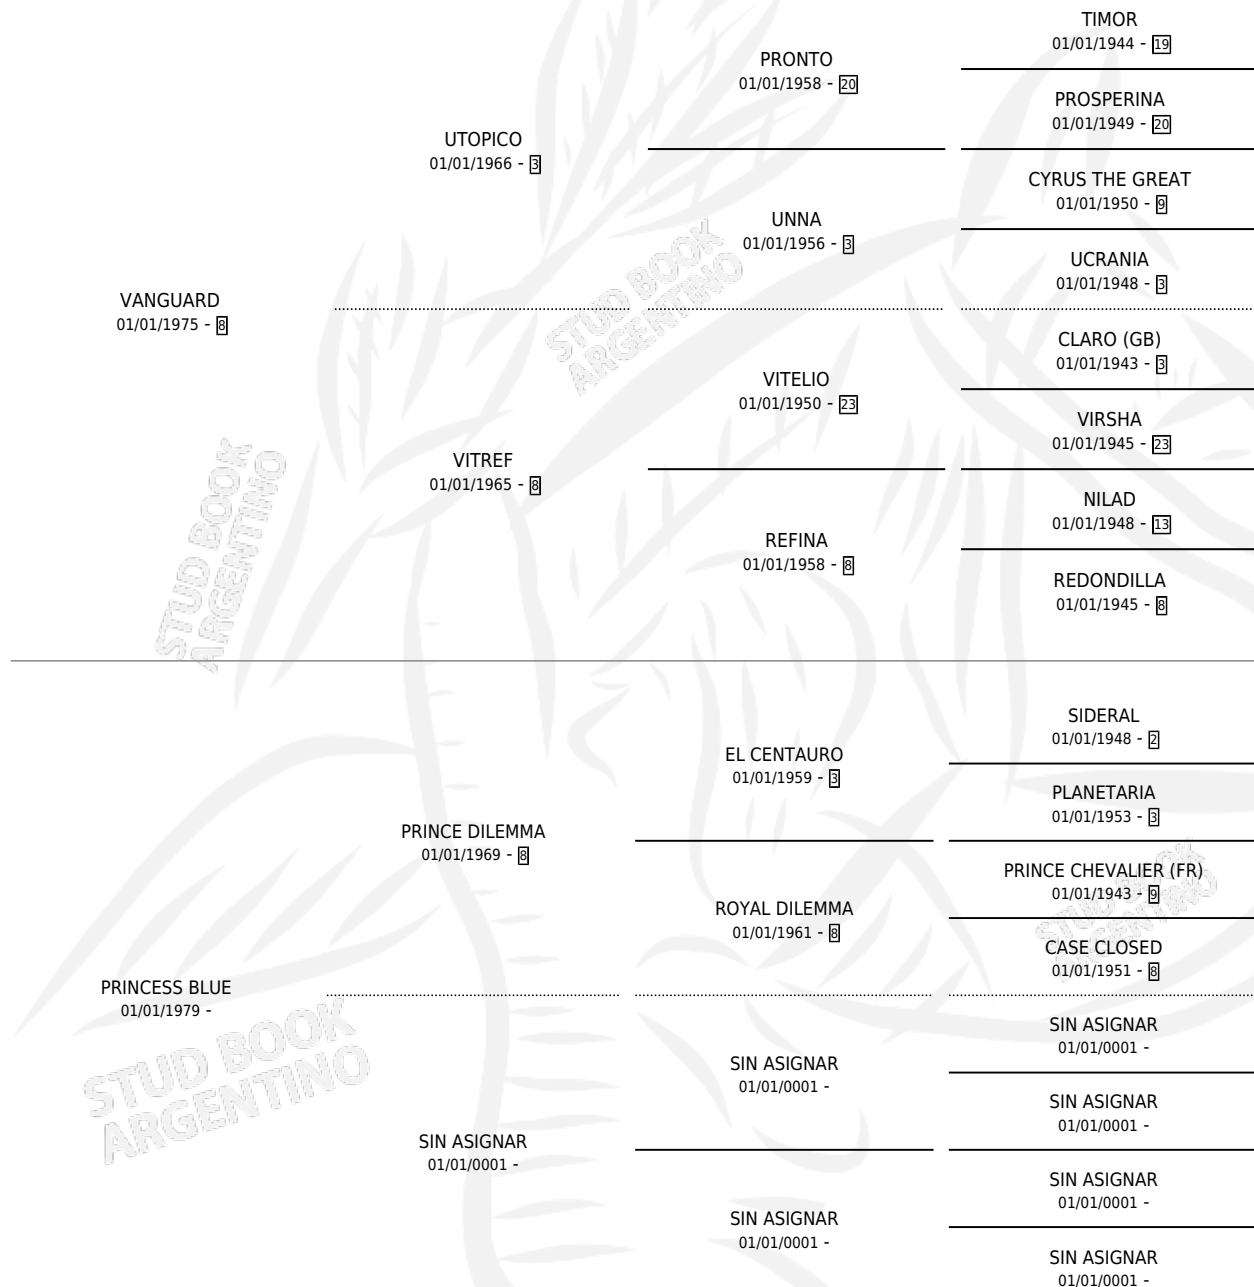 TIMOR
01/01/1944 - 19
PRONTO
01/01/1958 - 20
PROSPERINA
01/01/1949 - 20
UTOPICO
01/01/1966 - 3
CYRUS THE GREAT
01/01/1950 - 9
UNNA
01/01/1956 - 3
UCRANIA
01/01/1948 - 3
VANGUARD
01/01/1975 - 8
CLARO (GB)
01/01/1943 - 3
VITELIO
01/01/1950 - 23
VIRSHA
01/01/1945 - 23
VITREF
01/01/1965 - 8
NILAD
01/01/1948 - 13
REFINA
01/01/1958 - 8
REDONDILLA
01/01/1945 - 8
SIDERAL
01/01/1948 - 2
EL CENTAURO
01/01/1959 - 3
PLANETARIA
01/01/1953 - 3
PRINCE DILEMMA
01/01/1969 - 8
PRINCE CHEVALIER (FR)
01/01/1943 - 9
ROYAL DILEMMA
01/01/1961 - 8
CASE CLOSED
01/01/1951 - 8
PRINCESS BLUE
01/01/1979 -
SIN ASIGNAR
01/01/0001 -
SIN ASIGNAR
01/01/0001 -
SIN ASIGNAR
01/01/0001 -
SIN ASIGNAR
01/01/0001 -
SIN ASIGNAR
01/01/0001 -
SIN ASIGNAR
01/01/0001 -
SIN ASIGNAR
01/01/0001 -
STUD BOOK
ARGENTINO
STUD BOOK
ARGENTINO
STUD BOOK
ARGENTINO
STUD BOOK
ARGENTINO